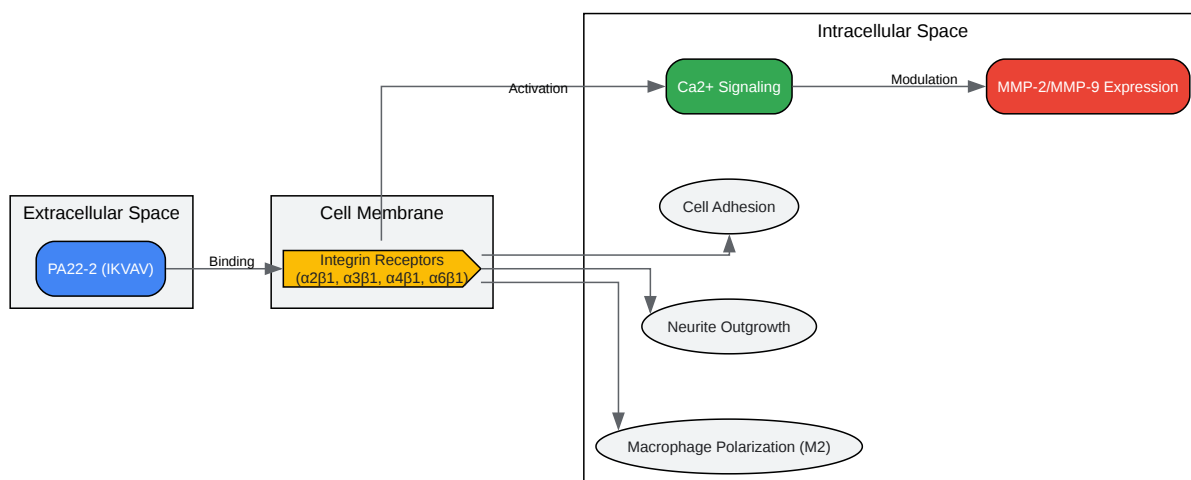 Intracellular Space
Ca2+ Signaling
MMP-2/MMP-9 Expression
Activation
Modulation
Extracellular Space
Cell Membrane
Cell Adhesion
PA22-2 (IKVAV)
Binding
Integrin Receptors
(α2β1, α3β1, α4β1, α6β1)
Neurite Outgrowth
Macrophage Polarization (M2)